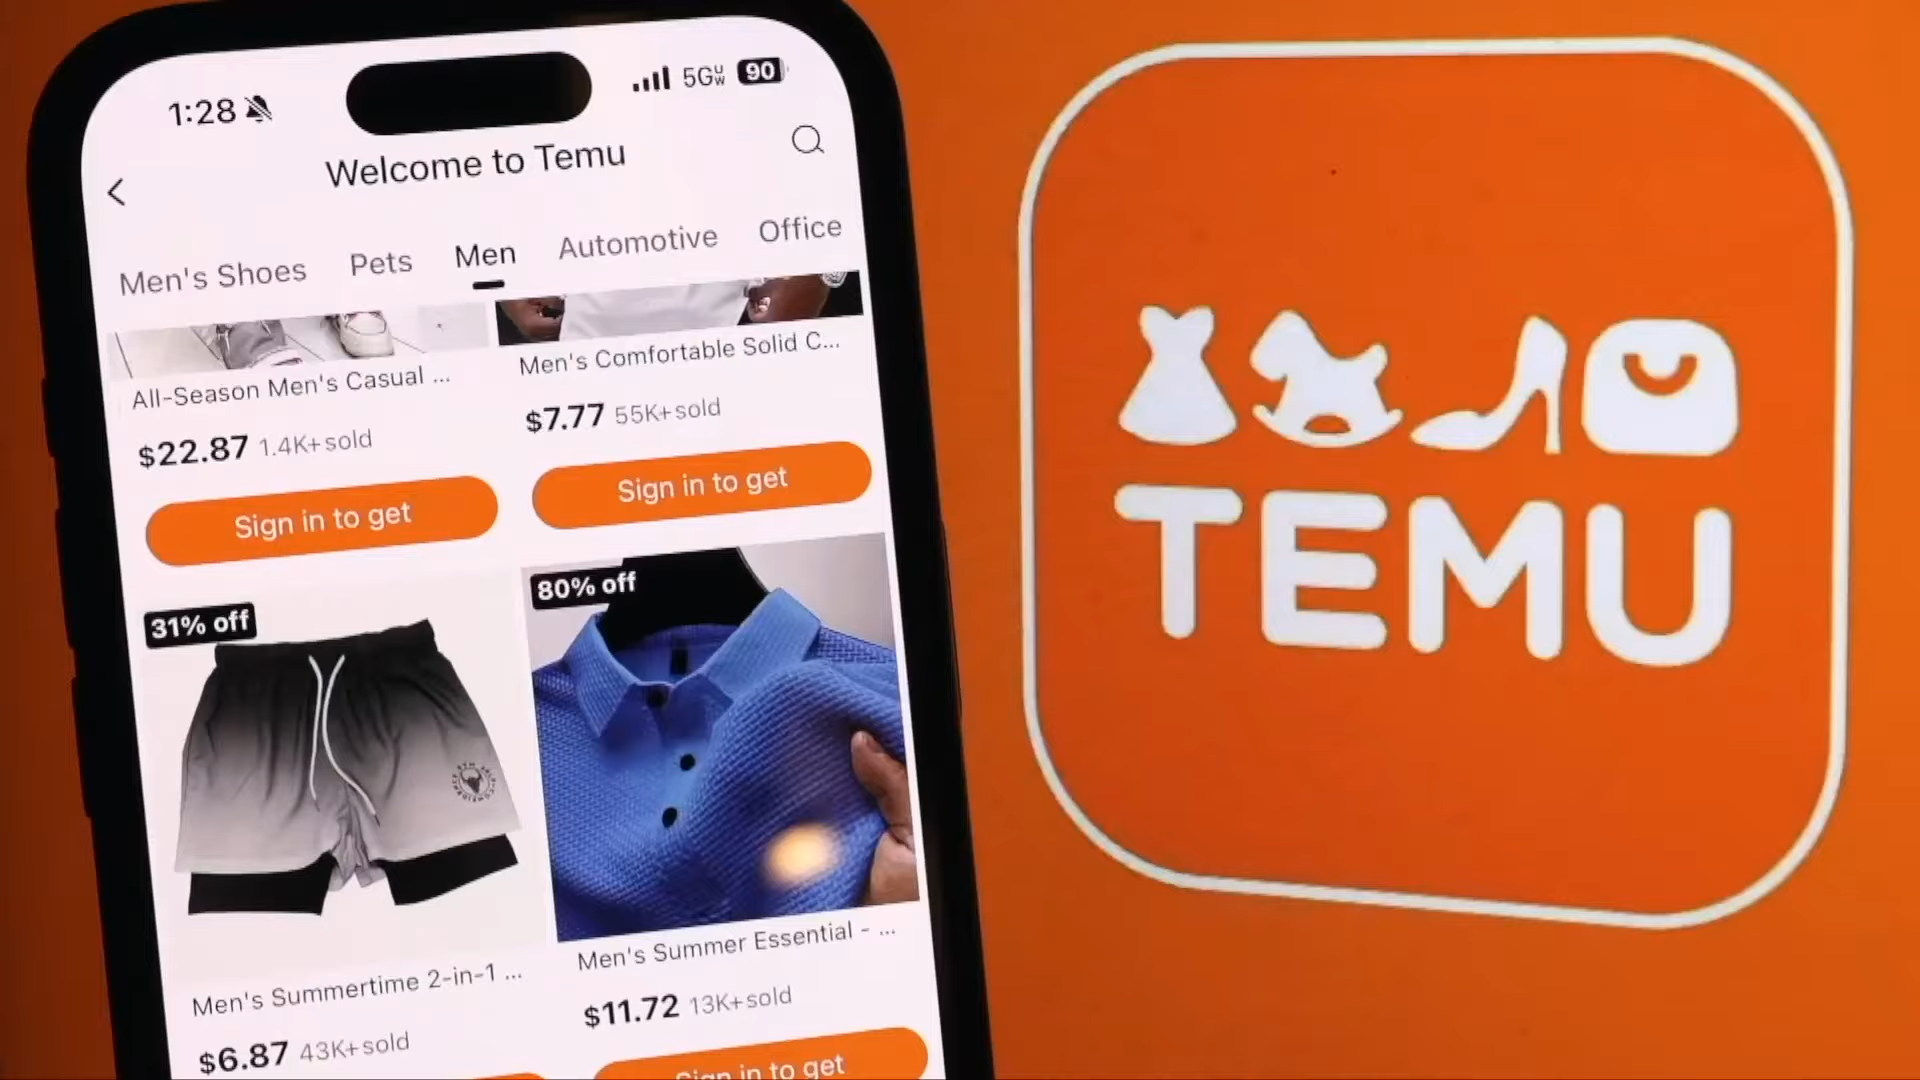 1:28
5G UW 90
Welcome to Temu
Men's Shoes Pets Men Automotive Office
All-Season Men's Casual ...
$22.87 1.4K+sold
Sign in to get
Men's Comfortable Solid C...
$7.77 55K+sold
Sign in to get
31% off
Men's Summertime 2-in-1 ...
$6.87 43K+sold
80% off
Men's Summer Essential - ...
$11.72 13K+sold
Sign in to get
TEMU